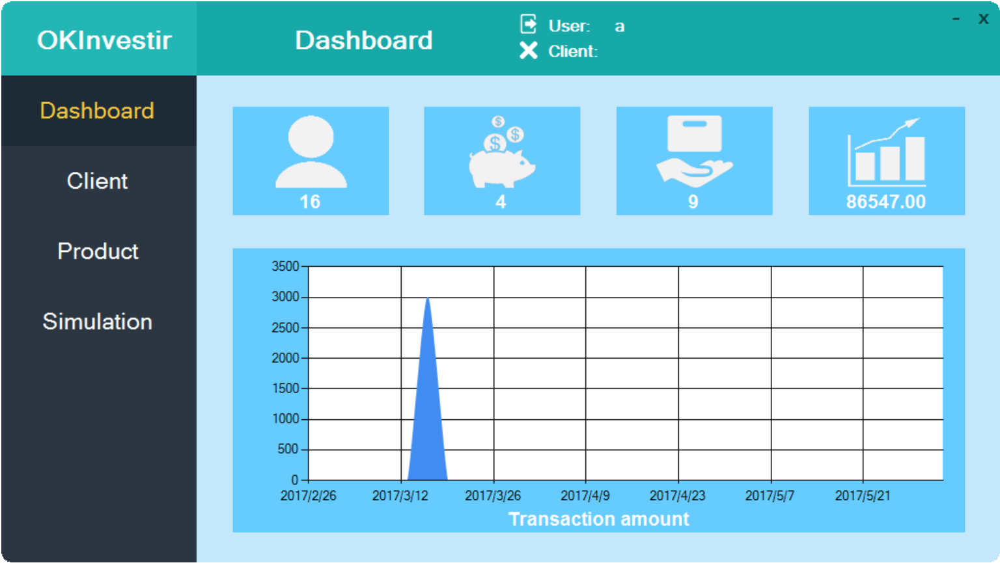 OKInvestir
Dashboard
User: a
Client:
- x
Dashboard
Client
Product
Simulation
$
$
$
16
4
9
86547.00
3500
3000
2500
2000
1500
1000
500
0
2017/2/26 2017/3/12 2017/3/26 2017/4/9 2017/4/23 2017/5/7 2017/5/21
Transaction amount